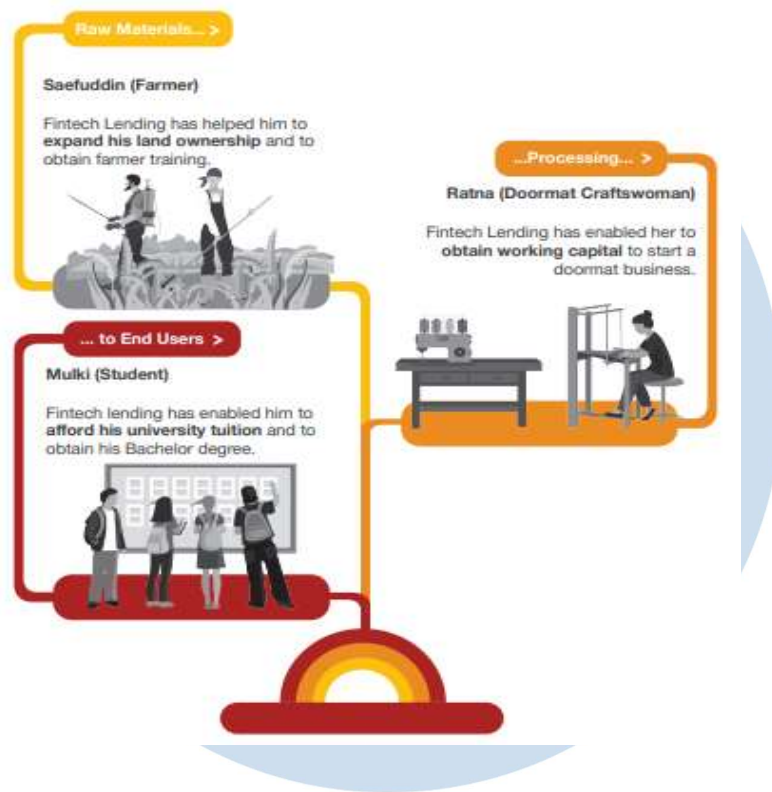 Raw Materials... >
Saefuddin (Farmer)
Fintech Lending has helped him to
expand his land ownership and to
obtain farmer training.
...Processing... >
Ratna (Doormat Craftswoman)
Fintech Lending has enabled her to
obtain working capital to start a
doormat business.
... to End Users >
Mulki (Student)
Fintech lending has enabled him to
afford his university tuition and to
obtain his Bachelor degree.